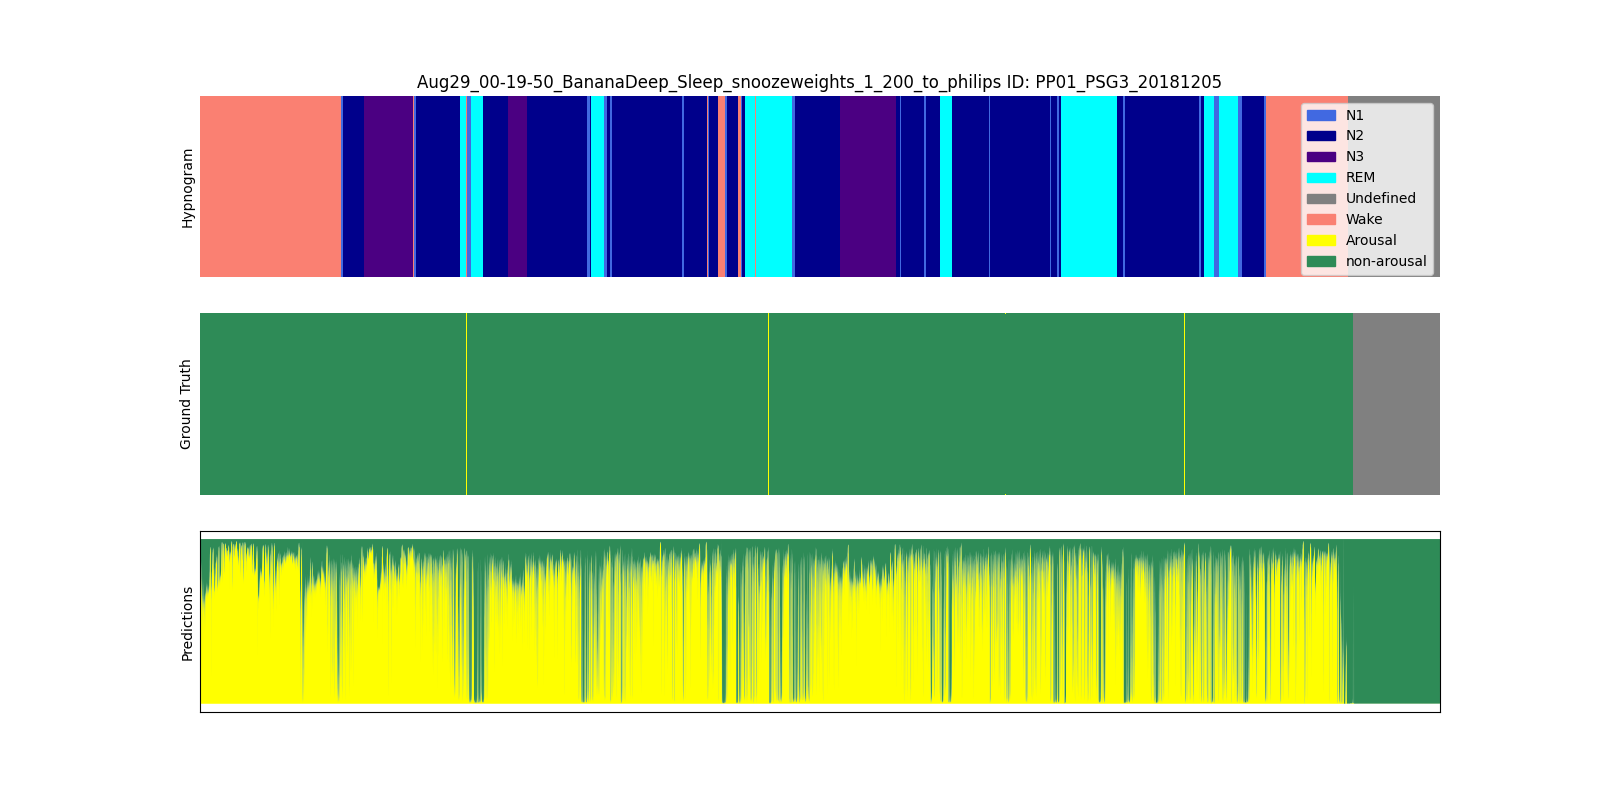 Aug29_00-19-50_BananaDeep_Sleep_snoozeweights_1_200_to_philips ID: PP01_PSG3_20181205
Hypnogram
N1
N2
N3
REM
Undefined
Wake
Arousal
non-arousal
Ground Truth
Predictions